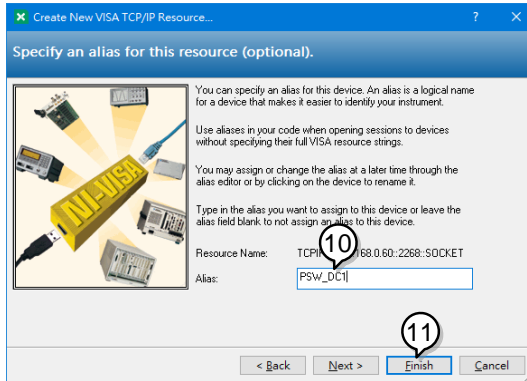 Create New VISA TCP/IP Resource...
?
Specify an alias for this resource (optional).
NI-VISA
You can specify an alias for this device. An alias is a logical name
for a device that makes it easier to identify your instrument.
Use aliases in your code when opening sessions to devices
without specifying their full VISA resource strings.
You may assign or change the alias at a later time through the
alias editor or by clicking on the device to rename it.
Type in the alias you want to assign to this device or leave the
alias field blank to not assign an alias to this device.
10
Resource Name: TCPIP 168.0.60::2268::SOCKET
Alias: PSW_DC1
11
< Back Next > Finish Cancel